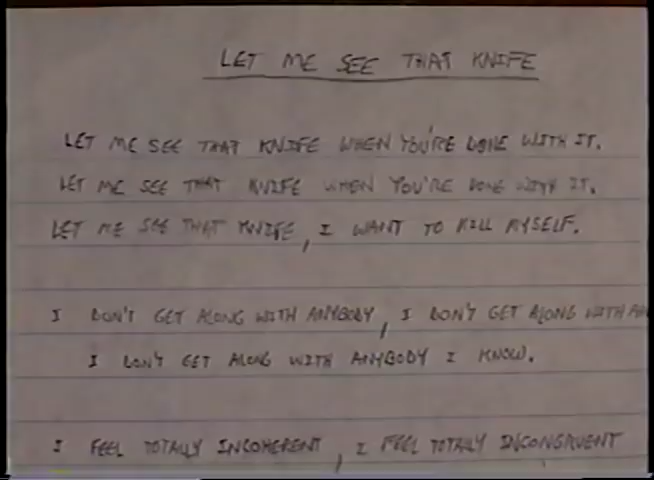 LET ME SEE THAT KNIFE
LET ME SEE THAT KNIFE WHEN YOU'RE DONE WITH IT.
LET ME SEE THAT KNIFE WHEN YOU'RE DONE WITH IT.
LET ME SEE THAT KNIFE, I WANT TO KILL MYSELF.
I DON'T GET ALONG WITH ANYBODY, I DON'T GET ALONG WITH AN
I DON'T GET ALONG WITH ANYBODY I KNOW.
I FEEL TOTALLY INCOHERENT, I FEEL TOTALLY INCONGRUENT